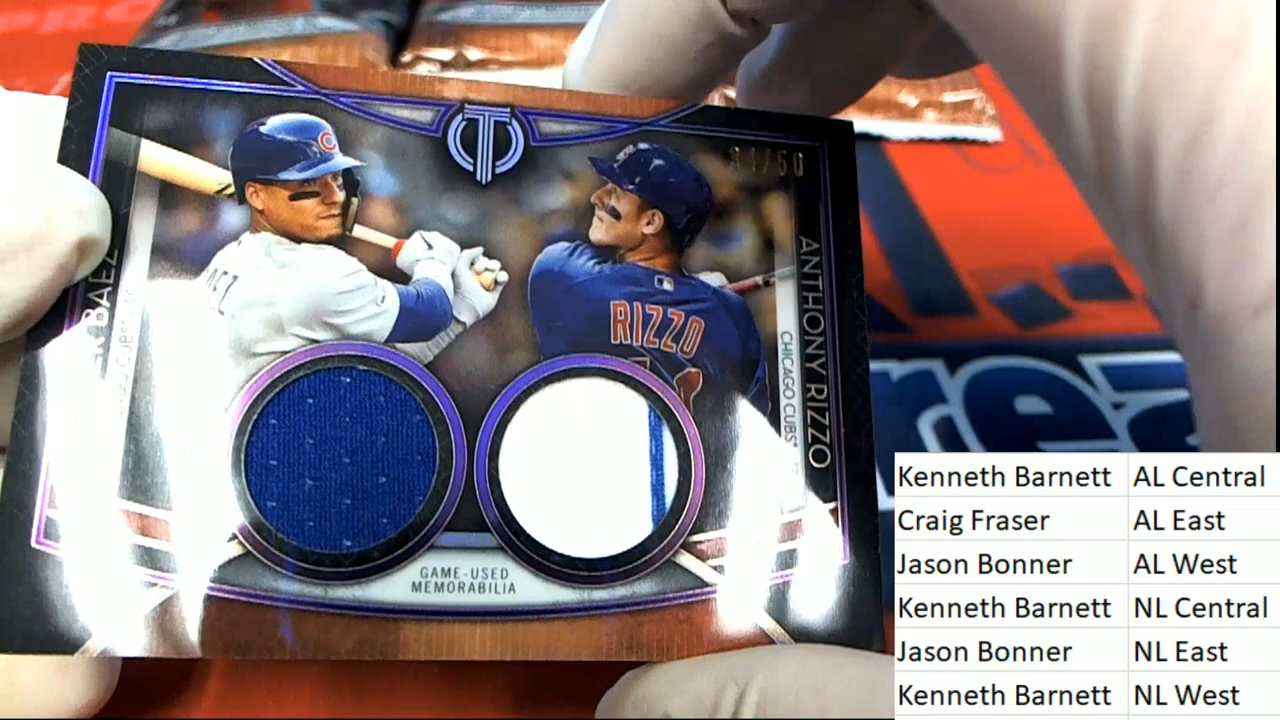 BAEZ
ANTHONY RIZZO
CHICAGO CUBS
RIZZO
GAME-USED
MEMORABILIA
Kenneth Barnett AL Central
Craig Fraser AL East
Jason Bonner AL West
Kenneth Barnett NL Central
Jason Bonner NL East
Kenneth Barnett NL West